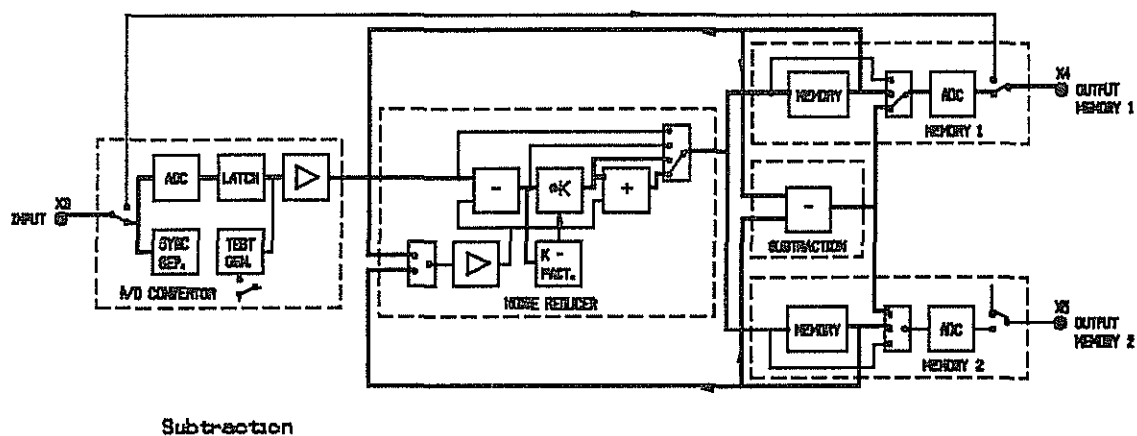 X3
INPUT
ADC
LATCH
SYNC
SEP.
TEST
GEN.
A/D CONVERTOR
-
*K
+
K -
FACT.
NOISE REDUCER
MEMORY
ADC
MEMORY 1
X4
OUTPUT
MEMORY 1
-
SUBTRACTION
MEMORY
ADC
MEMORY 2
X5
OUTPUT
MEMORY 2
Subtraction